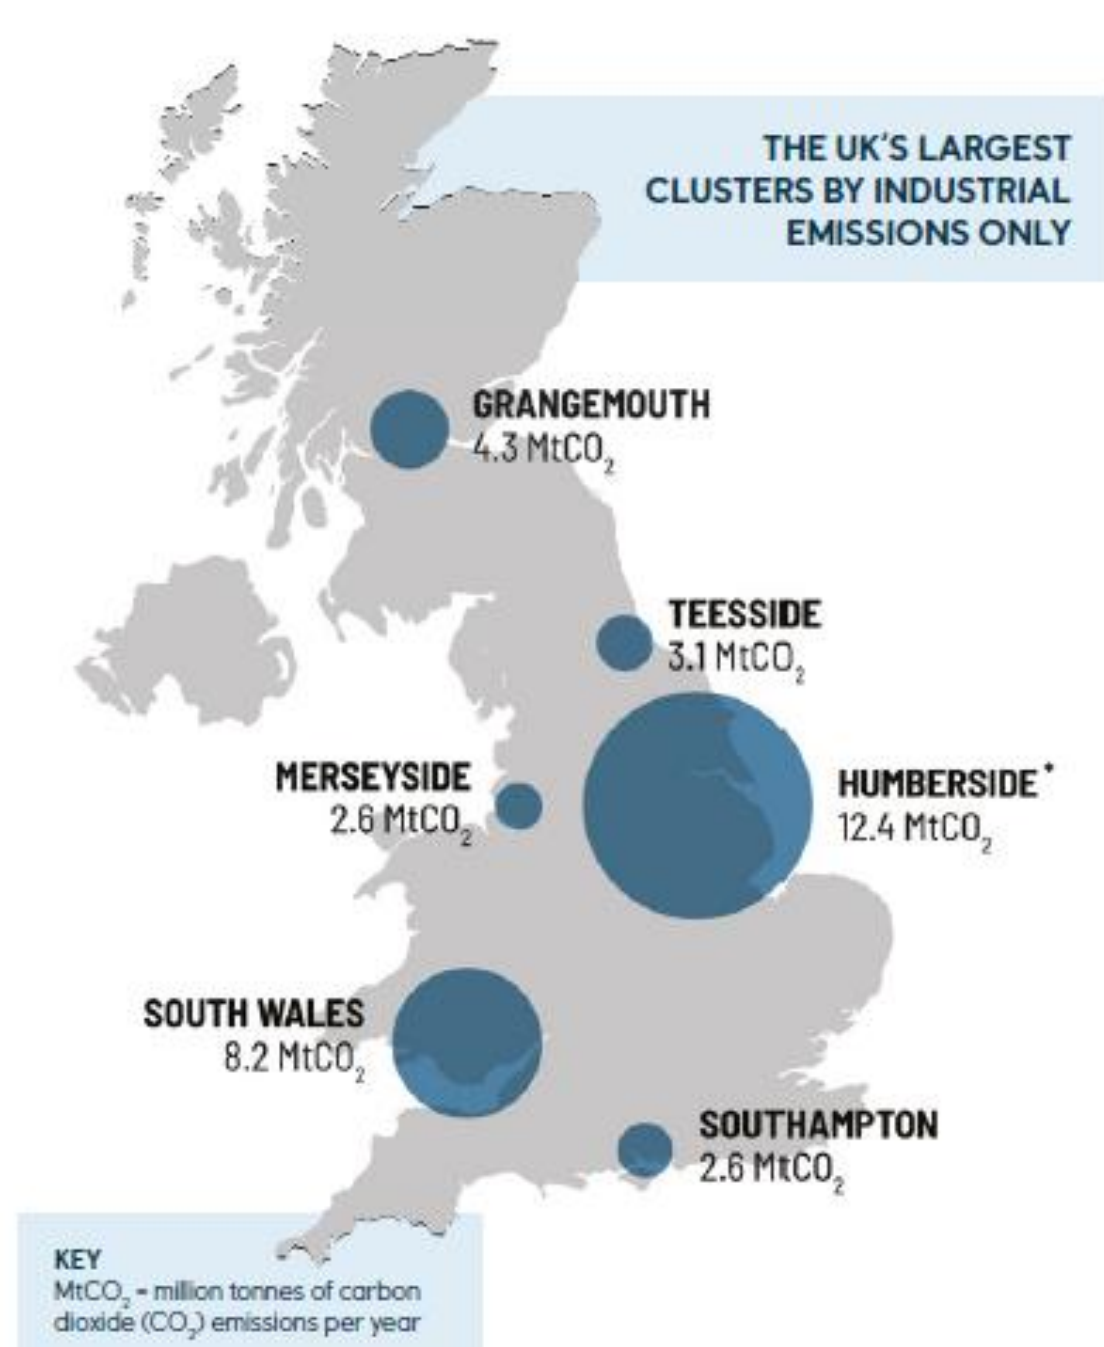 THE UK'S LARGEST
CLUSTERS BY INDUSTRIAL
EMISSIONS ONLY
GRANGEMOUTH
4.3 MtCO₂
TEESSIDE
3.1 MtCO₂
MERSEYSIDE
2.6 MtCO₂
HUMBERSIDE*
12.4 MtCO₂
SOUTH WALES
8.2 MtCO₂
SOUTHAMPTON
2.6 MtCO₂
KEY
MtCO₂ = million tonnes of carbon
dioxide (CO₂) emissions per year